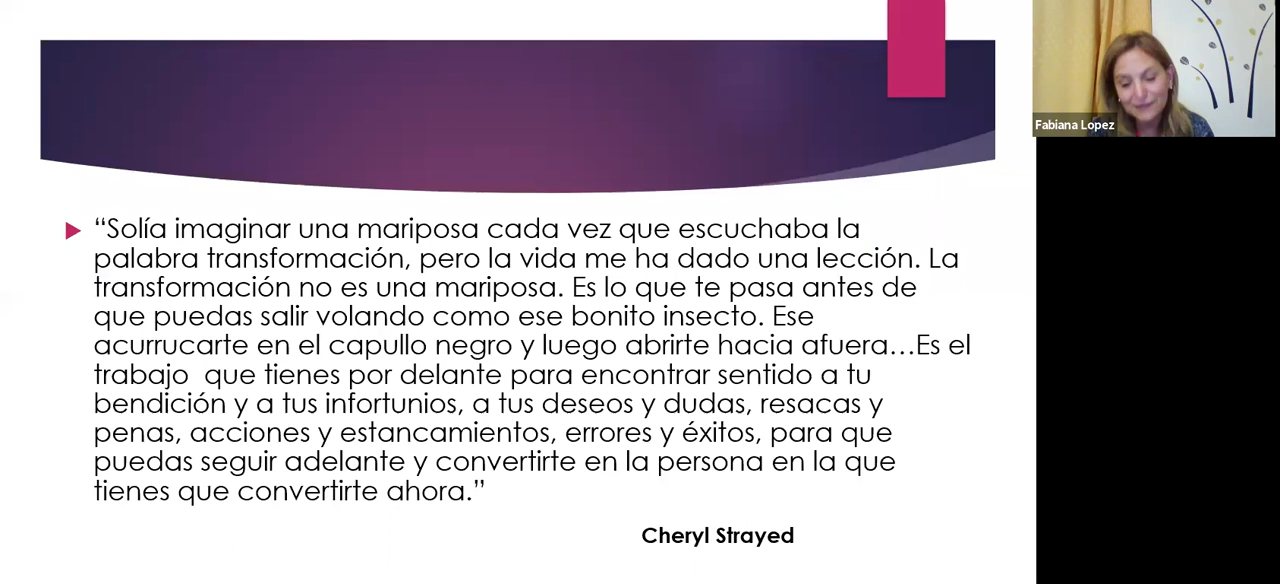 “Solía imaginar una mariposa cada vez que escuchaba la
palabra transformación, pero la vida me ha dado una lección. La
transformación no es una mariposa. Es lo que te pasa antes de
que puedas salir volando como ese bonito insecto. Ese
acurrucarte en el capullo negro y luego abrirte hacia afuera…Es el
trabajo  que tienes por delante para encontrar sentido a tu
bendición y a tus infortunios, a tus deseos y dudas, resacas y
penas, acciones y estancamientos, errores y éxitos, para que
puedas seguir adelante y convertirte en la persona en la que
tienes que convertirte ahora.”
Cheryl Strayed
Fabiana Lopez